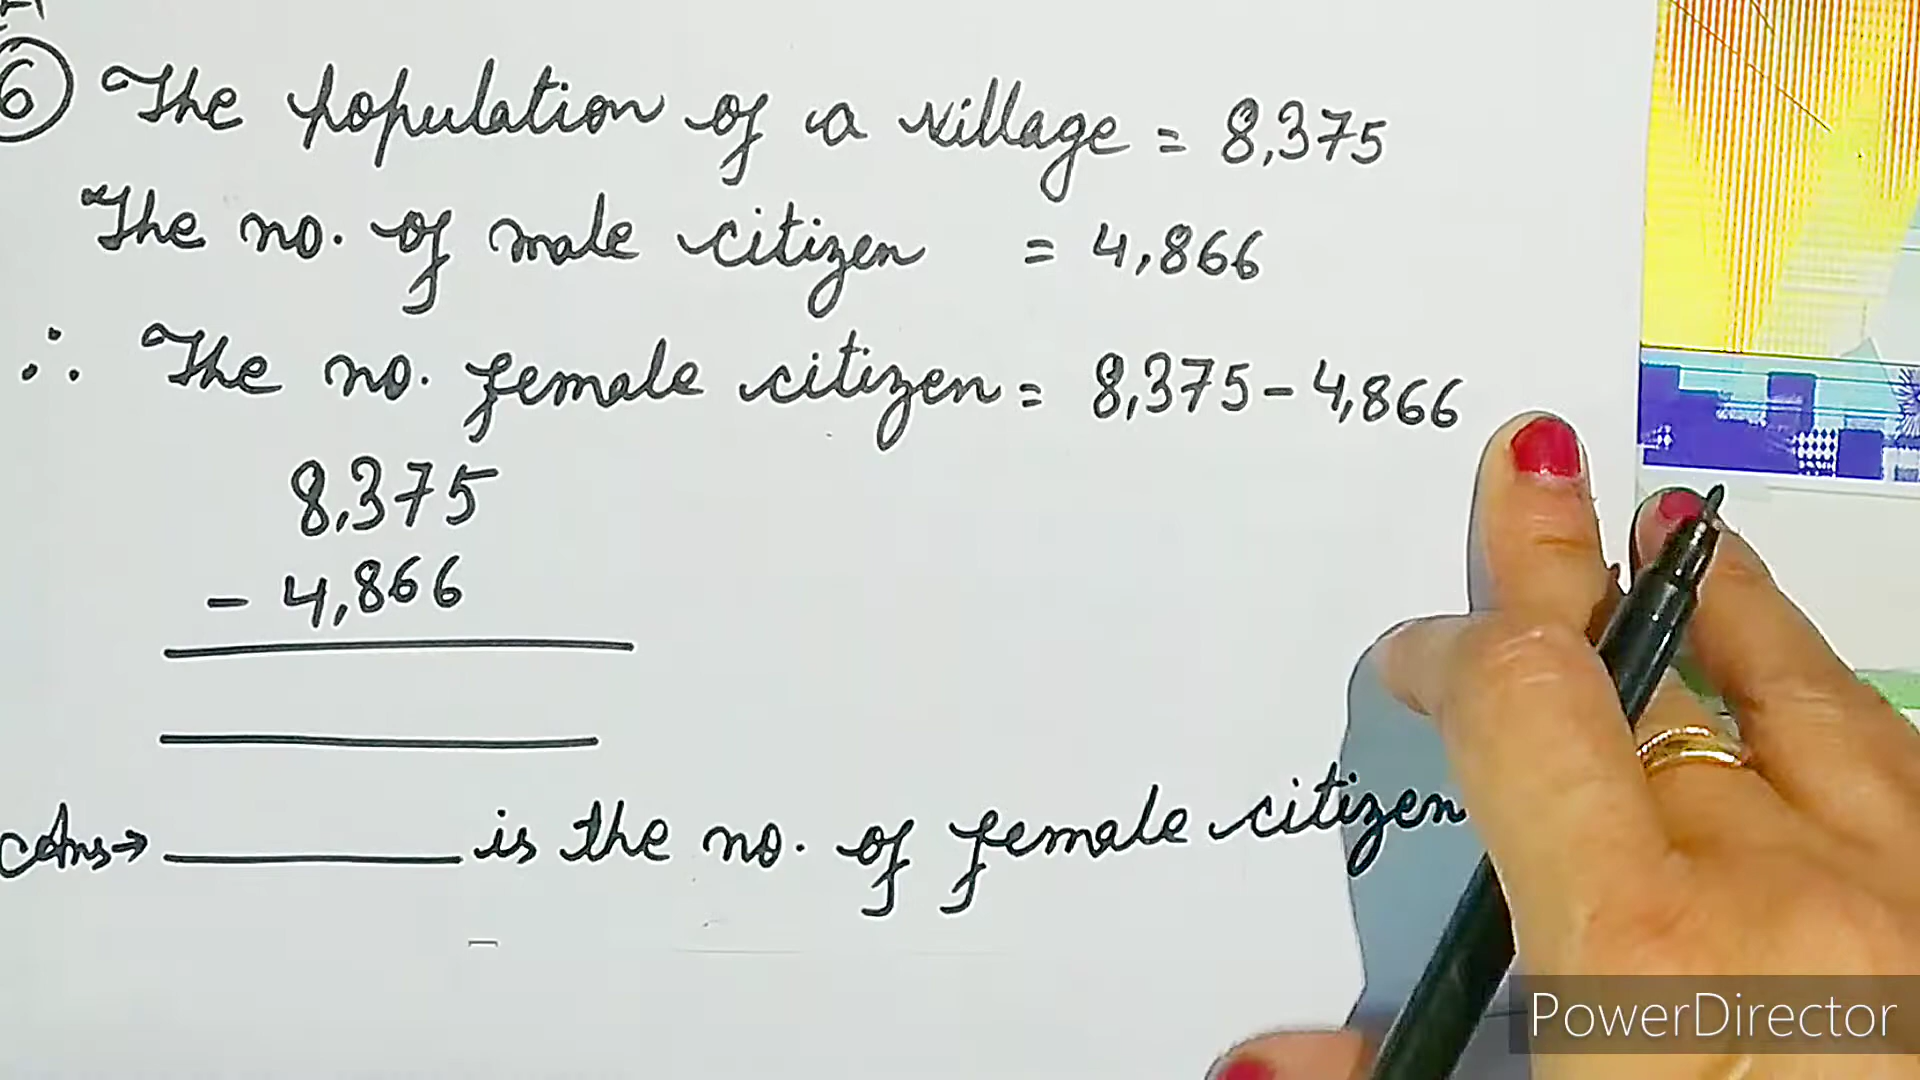 6 The population of a village = 8,375
The no. of male citizen = 4,866
∴ The no. female citizen = 8,375 - 4,866
8,375
- 4,866
Ans→ __________ is the no. of female citizen
PowerDirector